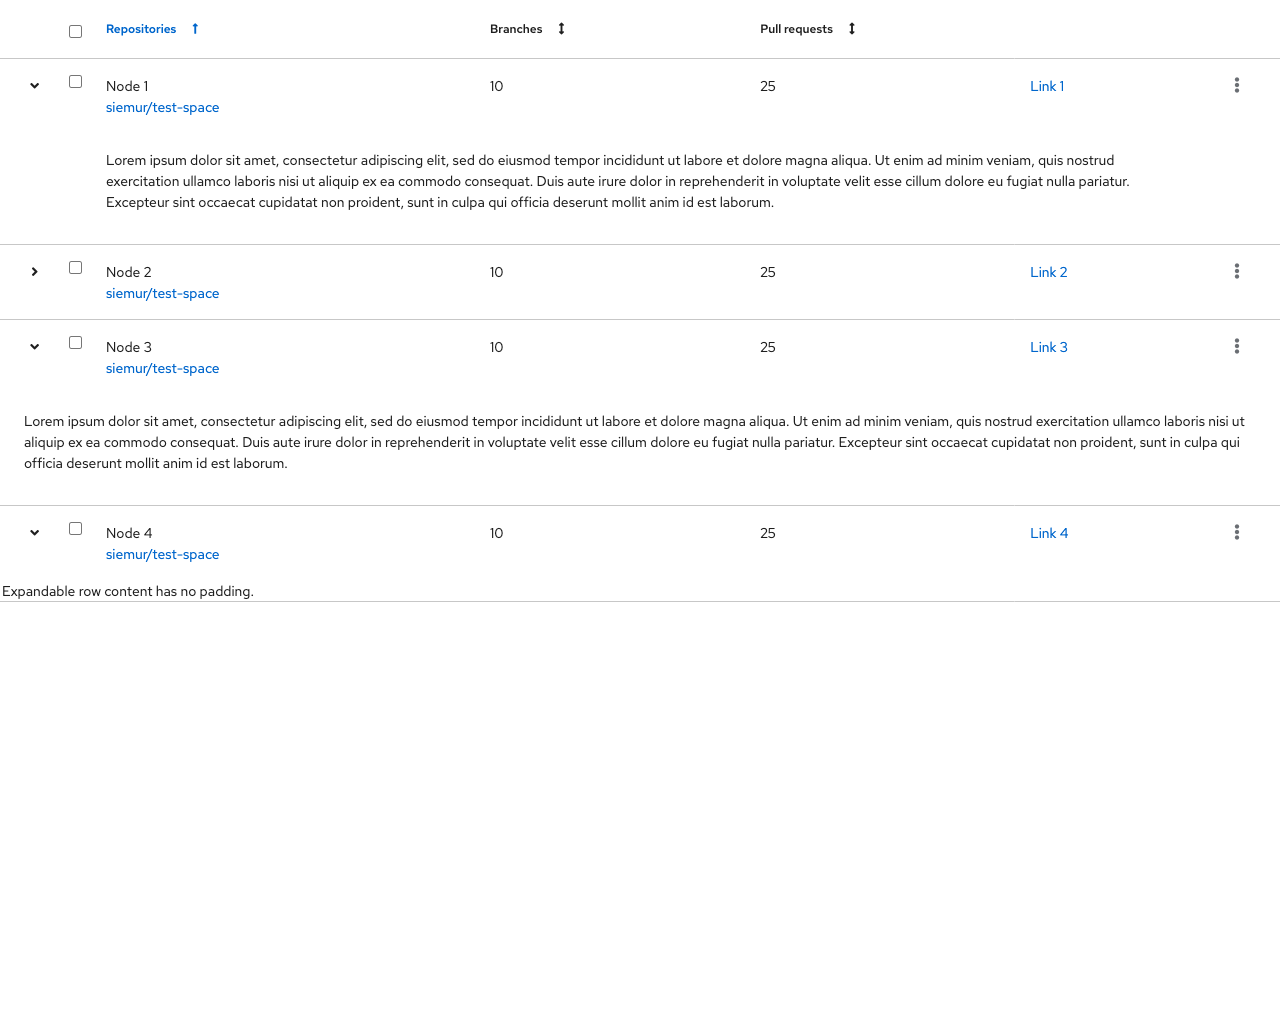 Repositories Branches Pull requests
Node 1 10 25 Link 1
siemur/test-space
Lorem ipsum dolor sit amet, consectetur adipiscing elit, sed do eiusmod tempor incididunt ut labore et dolore magna aliqua. Ut enim ad minim veniam, quis nostrud
exercitation ullamco laboris nisi ut aliquip ex ea commodo consequat. Duis aute irure dolor in reprehenderit in voluptate velit esse cillum dolore eu fugiat nulla pariatur.
Excepteur sint occaecat cupidatat non proident, sunt in culpa qui officia deserunt mollit anim id est laborum.
Node 2 10 25 Link 2
siemur/test-space
Node 3 10 25 Link 3
siemur/test-space
Lorem ipsum dolor sit amet, consectetur adipiscing elit, sed do eiusmod tempor incididunt ut labore et dolore magna aliqua. Ut enim ad minim veniam, quis nostrud exercitation ullamco laboris nisi ut
aliquip ex ea commodo consequat. Duis aute irure dolor in reprehenderit in voluptate velit esse cillum dolore eu fugiat nulla pariatur. Excepteur sint occaecat cupidatat non proident, sunt in culpa qui
officia deserunt mollit anim id est laborum.
Node 4 10 25 Link 4
siemur/test-space
Expandable row content has no padding.